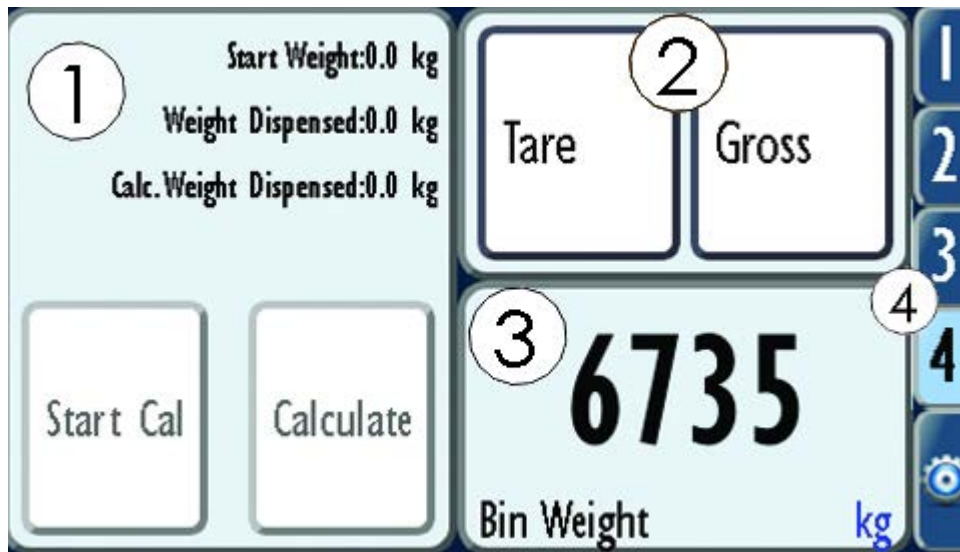 1
Start Weight:0.0 kg
Weight Dispensed:0.0 kg
Calc.Weight Dispensed:0.0 kg
Start Cal
Calculate
2
Tare
Gross
3
6735
Bin Weight
kg
1
2
3
4
4